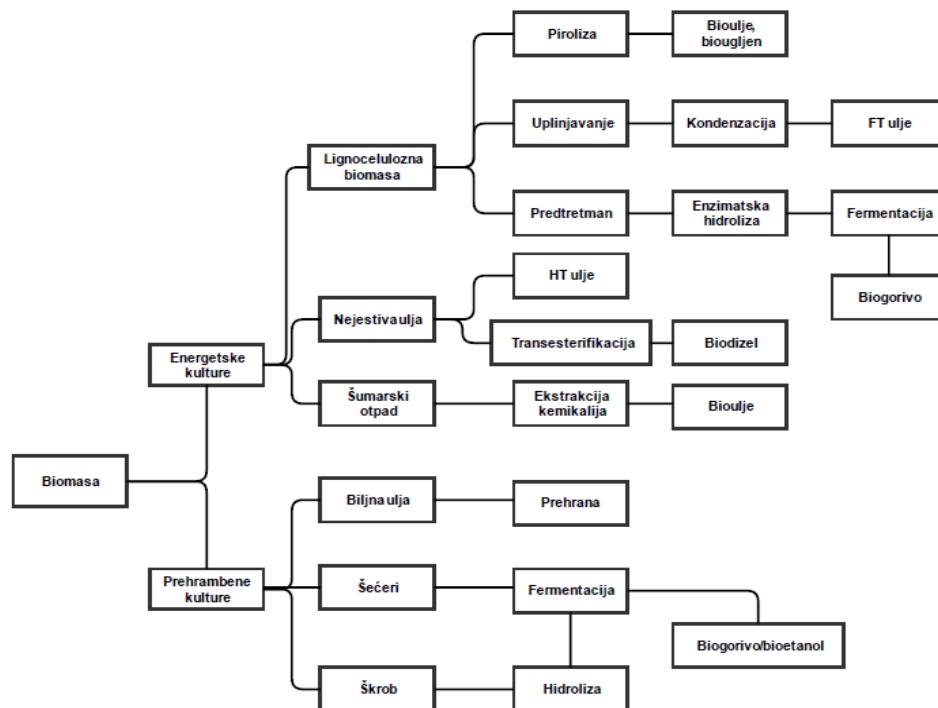 Piroliza
Bioulje,
biougljen
Uplinjavanje
Kondenzacija
FT ulje
Lignocelulozna
biomasa
Predtretman
Enzimatska
hidroliza
Fermentacija
HT ulje
Biogorivo
Nejestiva ulja
Transesterifikacija
Biodizel
Energetske
kulture
Šumarski
otpad
Ekstrakcija
kemikalija
Bioulje
Biomasa
Biljna ulja
Prehrana
Prehrambene
kulture
Šećeri
Fermentacija
Biogorivo/bioetanol
Škrob
Hidroliza